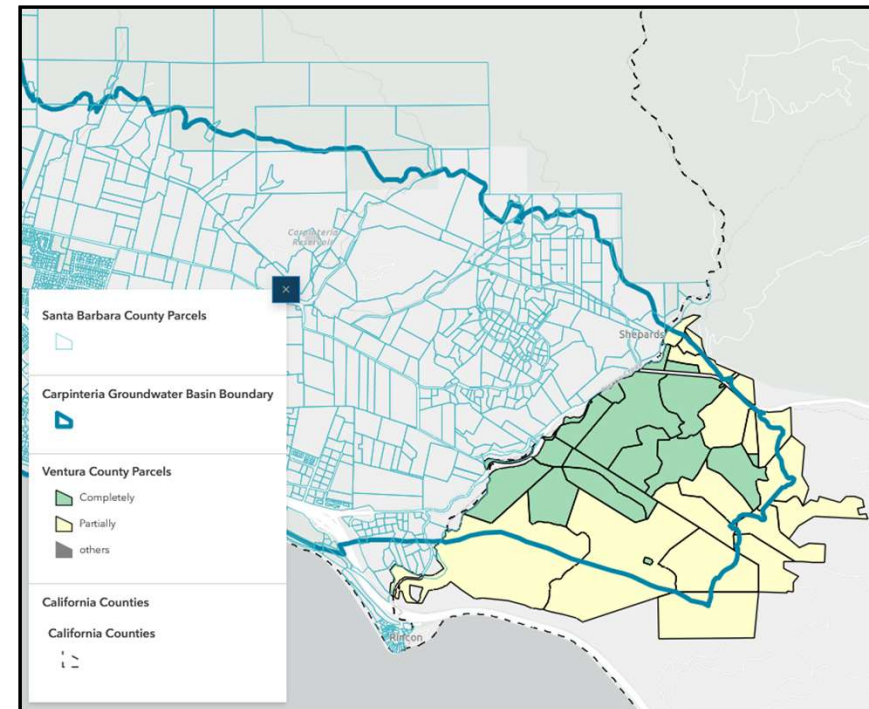 Carpinteria
Reservoir
×
Santa Barbara County Parcels
Shepards
Carpinteria Groundwater Basin Boundary
Ventura County Parcels
Completely
Partially
others
California Counties
California Counties
Rincon